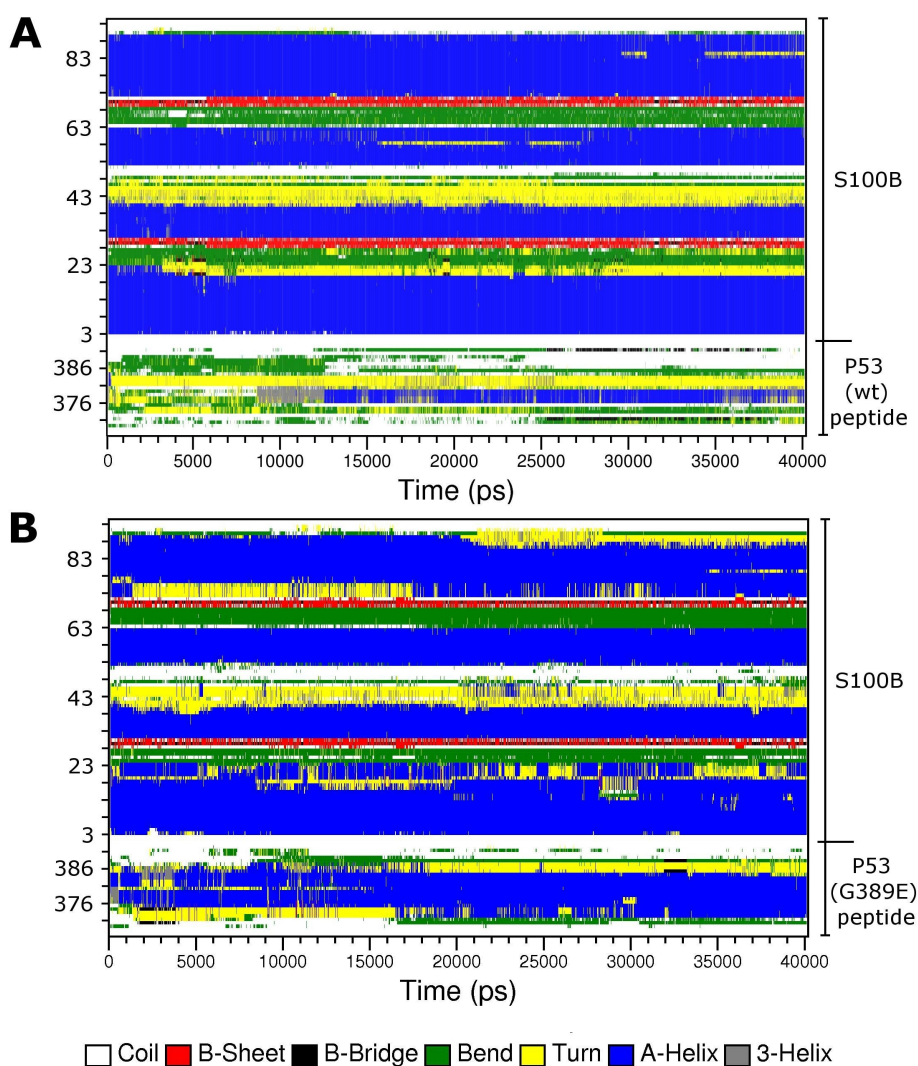 A
83
63
43
23
3
386
376
S100B
P53
(wt)
peptide
0 5000 10000 15000 20000 25000 30000 35000 40000
Time (ps)
B
83
63
43
23
3
386
376
S100B
P53
(G389E)
peptide
0 5000 10000 15000 20000 25000 30000 35000 40000
Time (ps)
Coil B-Sheet B-Bridge Bend Turn A-Helix 3-Helix